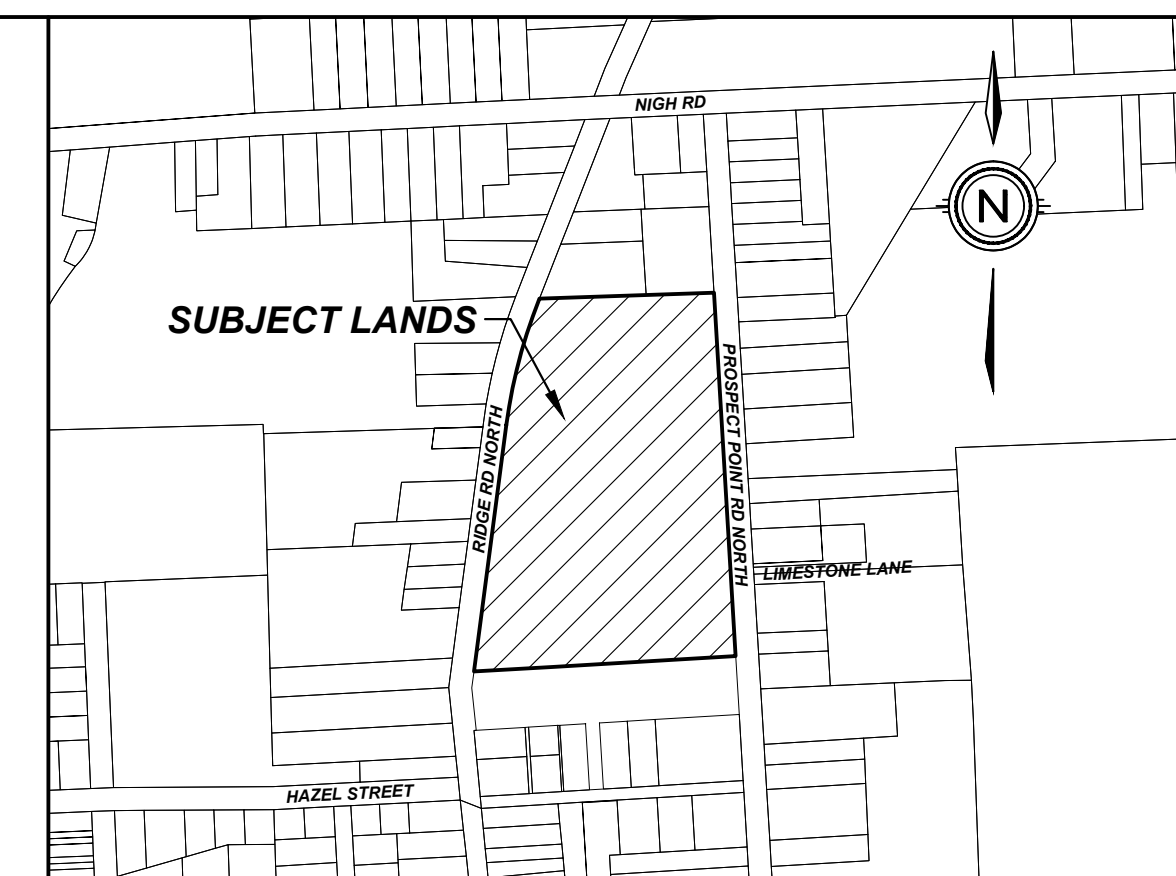 NIGH RD
N
SUBJECT LANDS
PROSPECT POINT RD NORTH
RIDGE RD NORTH
LIMESTONE LANE
HAZEL STREET